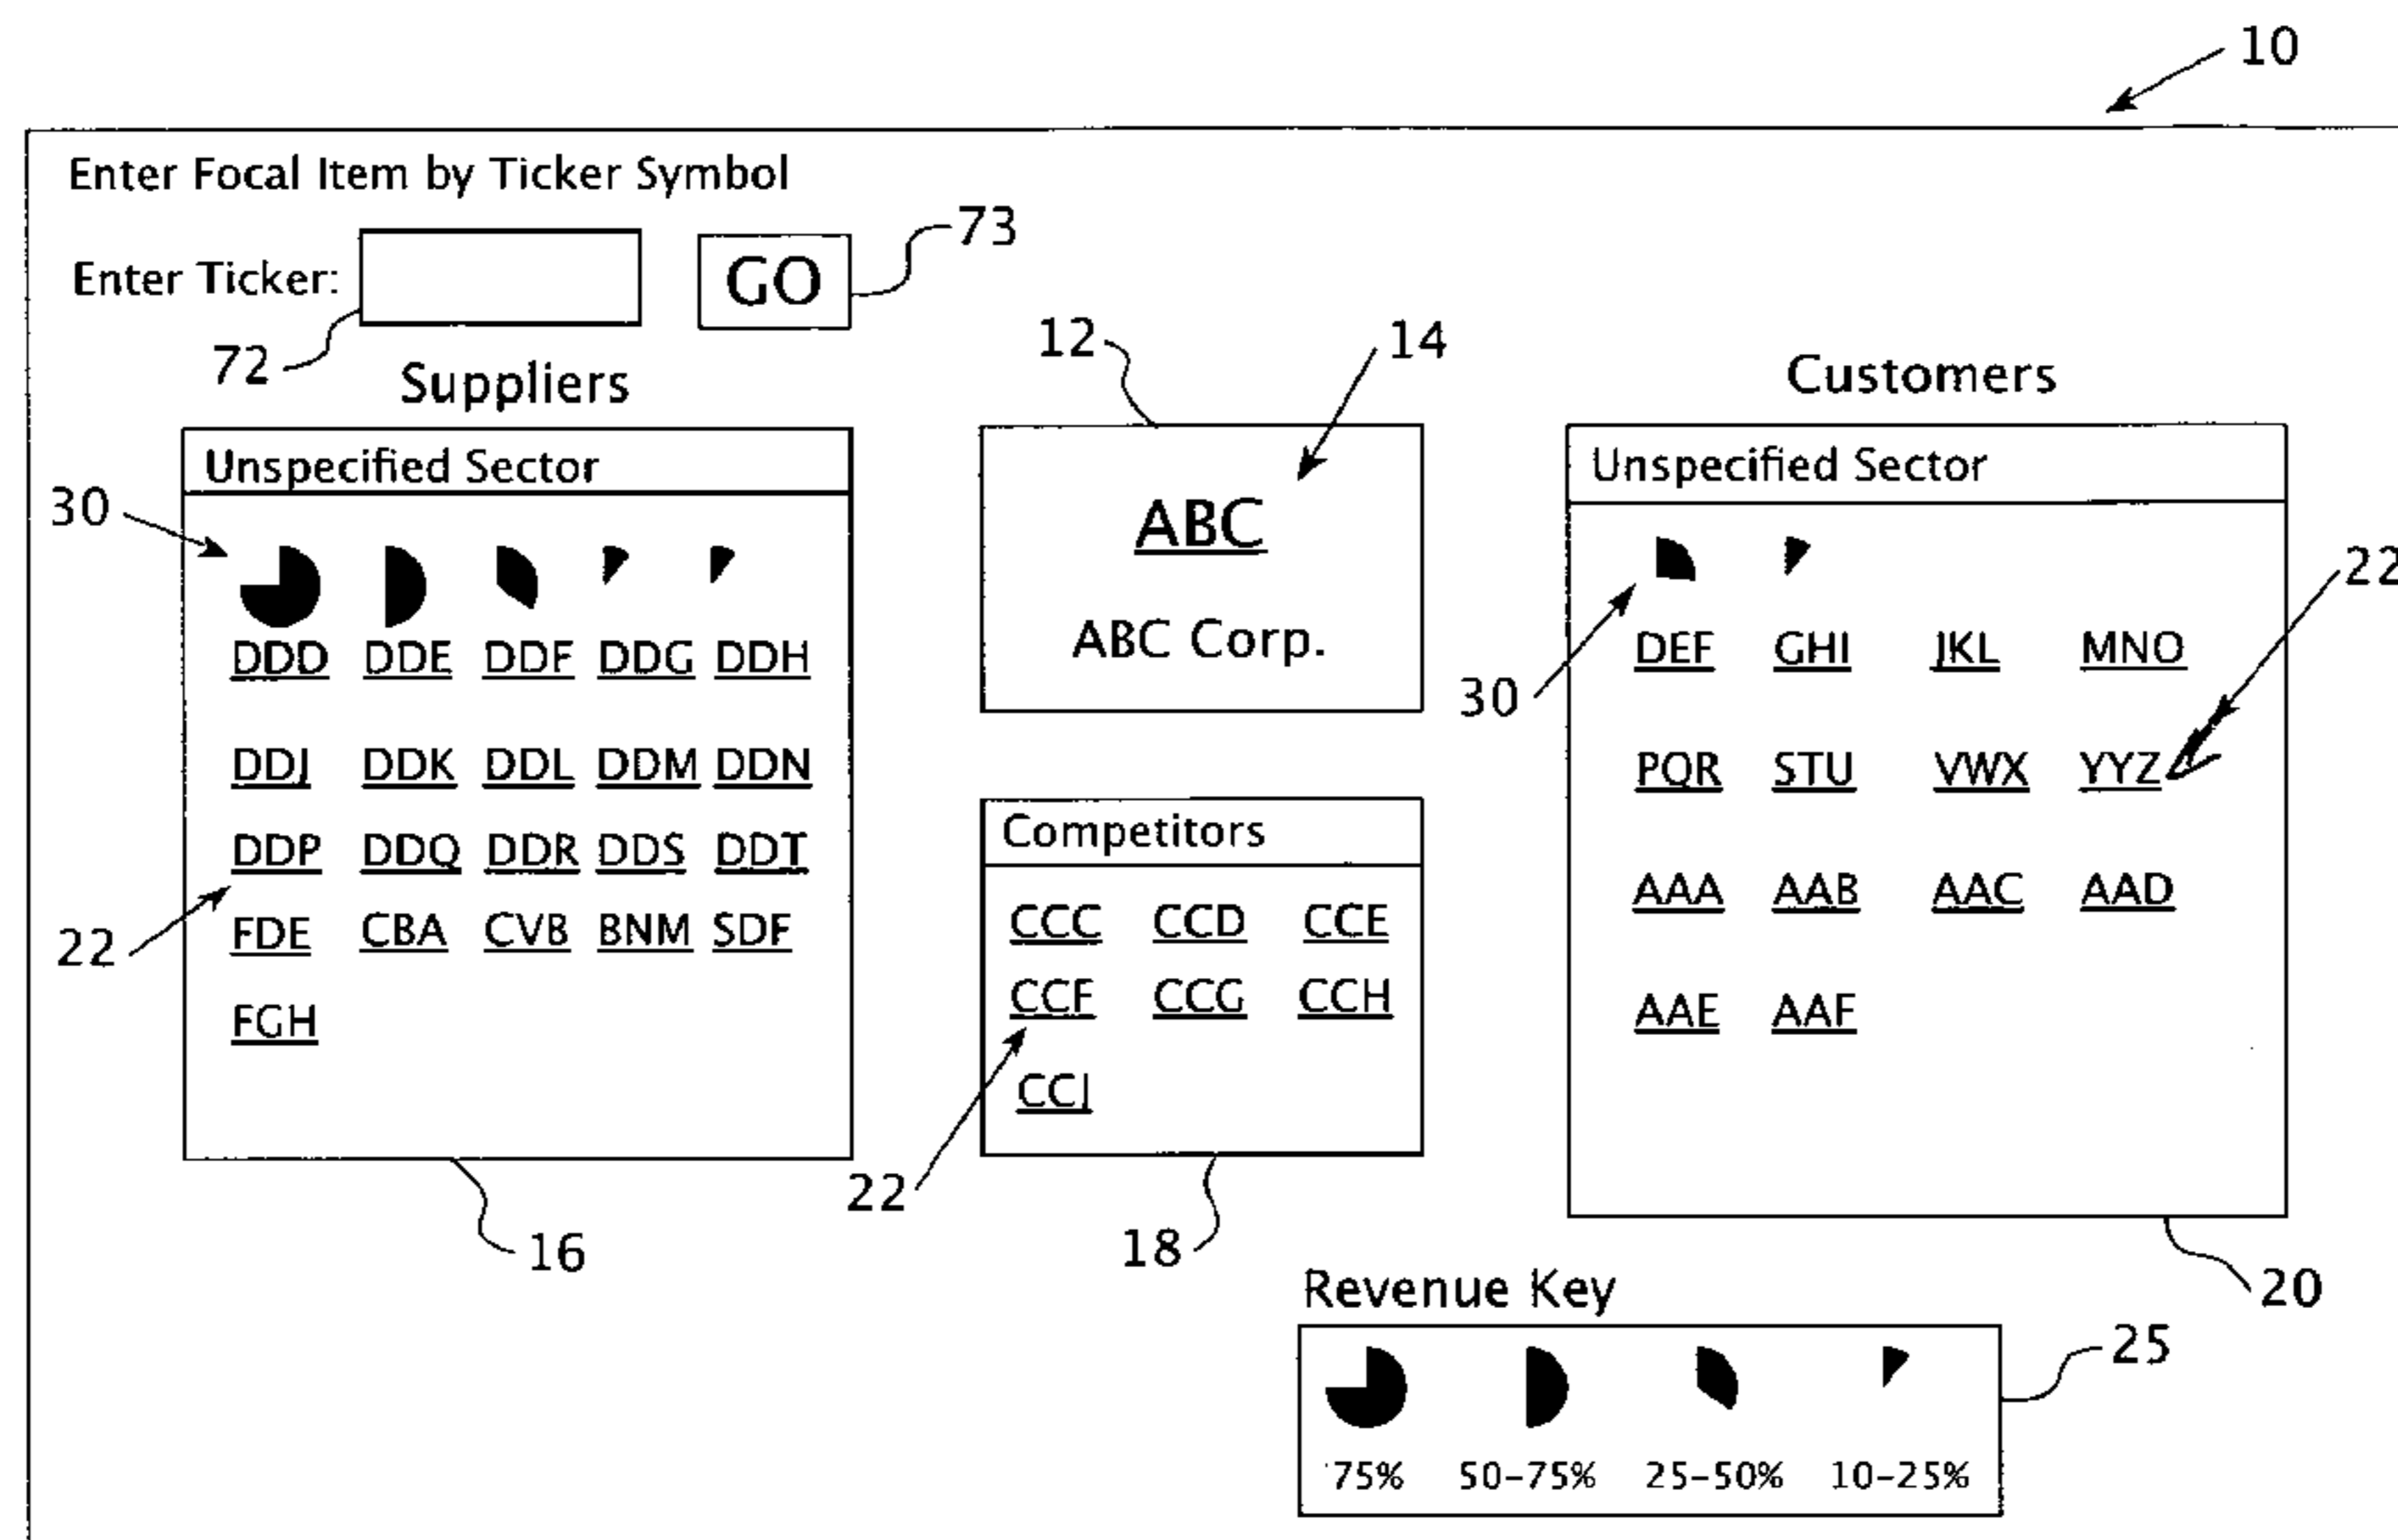 10
Enter Focal Item by Ticker Symbol
Enter Ticker:
GO
73
72
Suppliers
Unspecified Sector
30
DDD DDE DDF DDG DDH
DDJ DDK DDL DDM DDN
DDP DDQ DDR DDS DDT
22
FDE CBA CVB BNM SDF
FGH
16
12
14
ABC
ABC Corp.
Competitors
CCC CCD CCE
CCF CCG CCH
CCJ
22
18
Customers
Unspecified Sector
22
30
DEF GHI JKL MNO
PQR STU VWX YYZ
AAA AAB AAC AAD
AAE AAF
20
Revenue Key
25
75% 50-75% 25-50% 10-25%